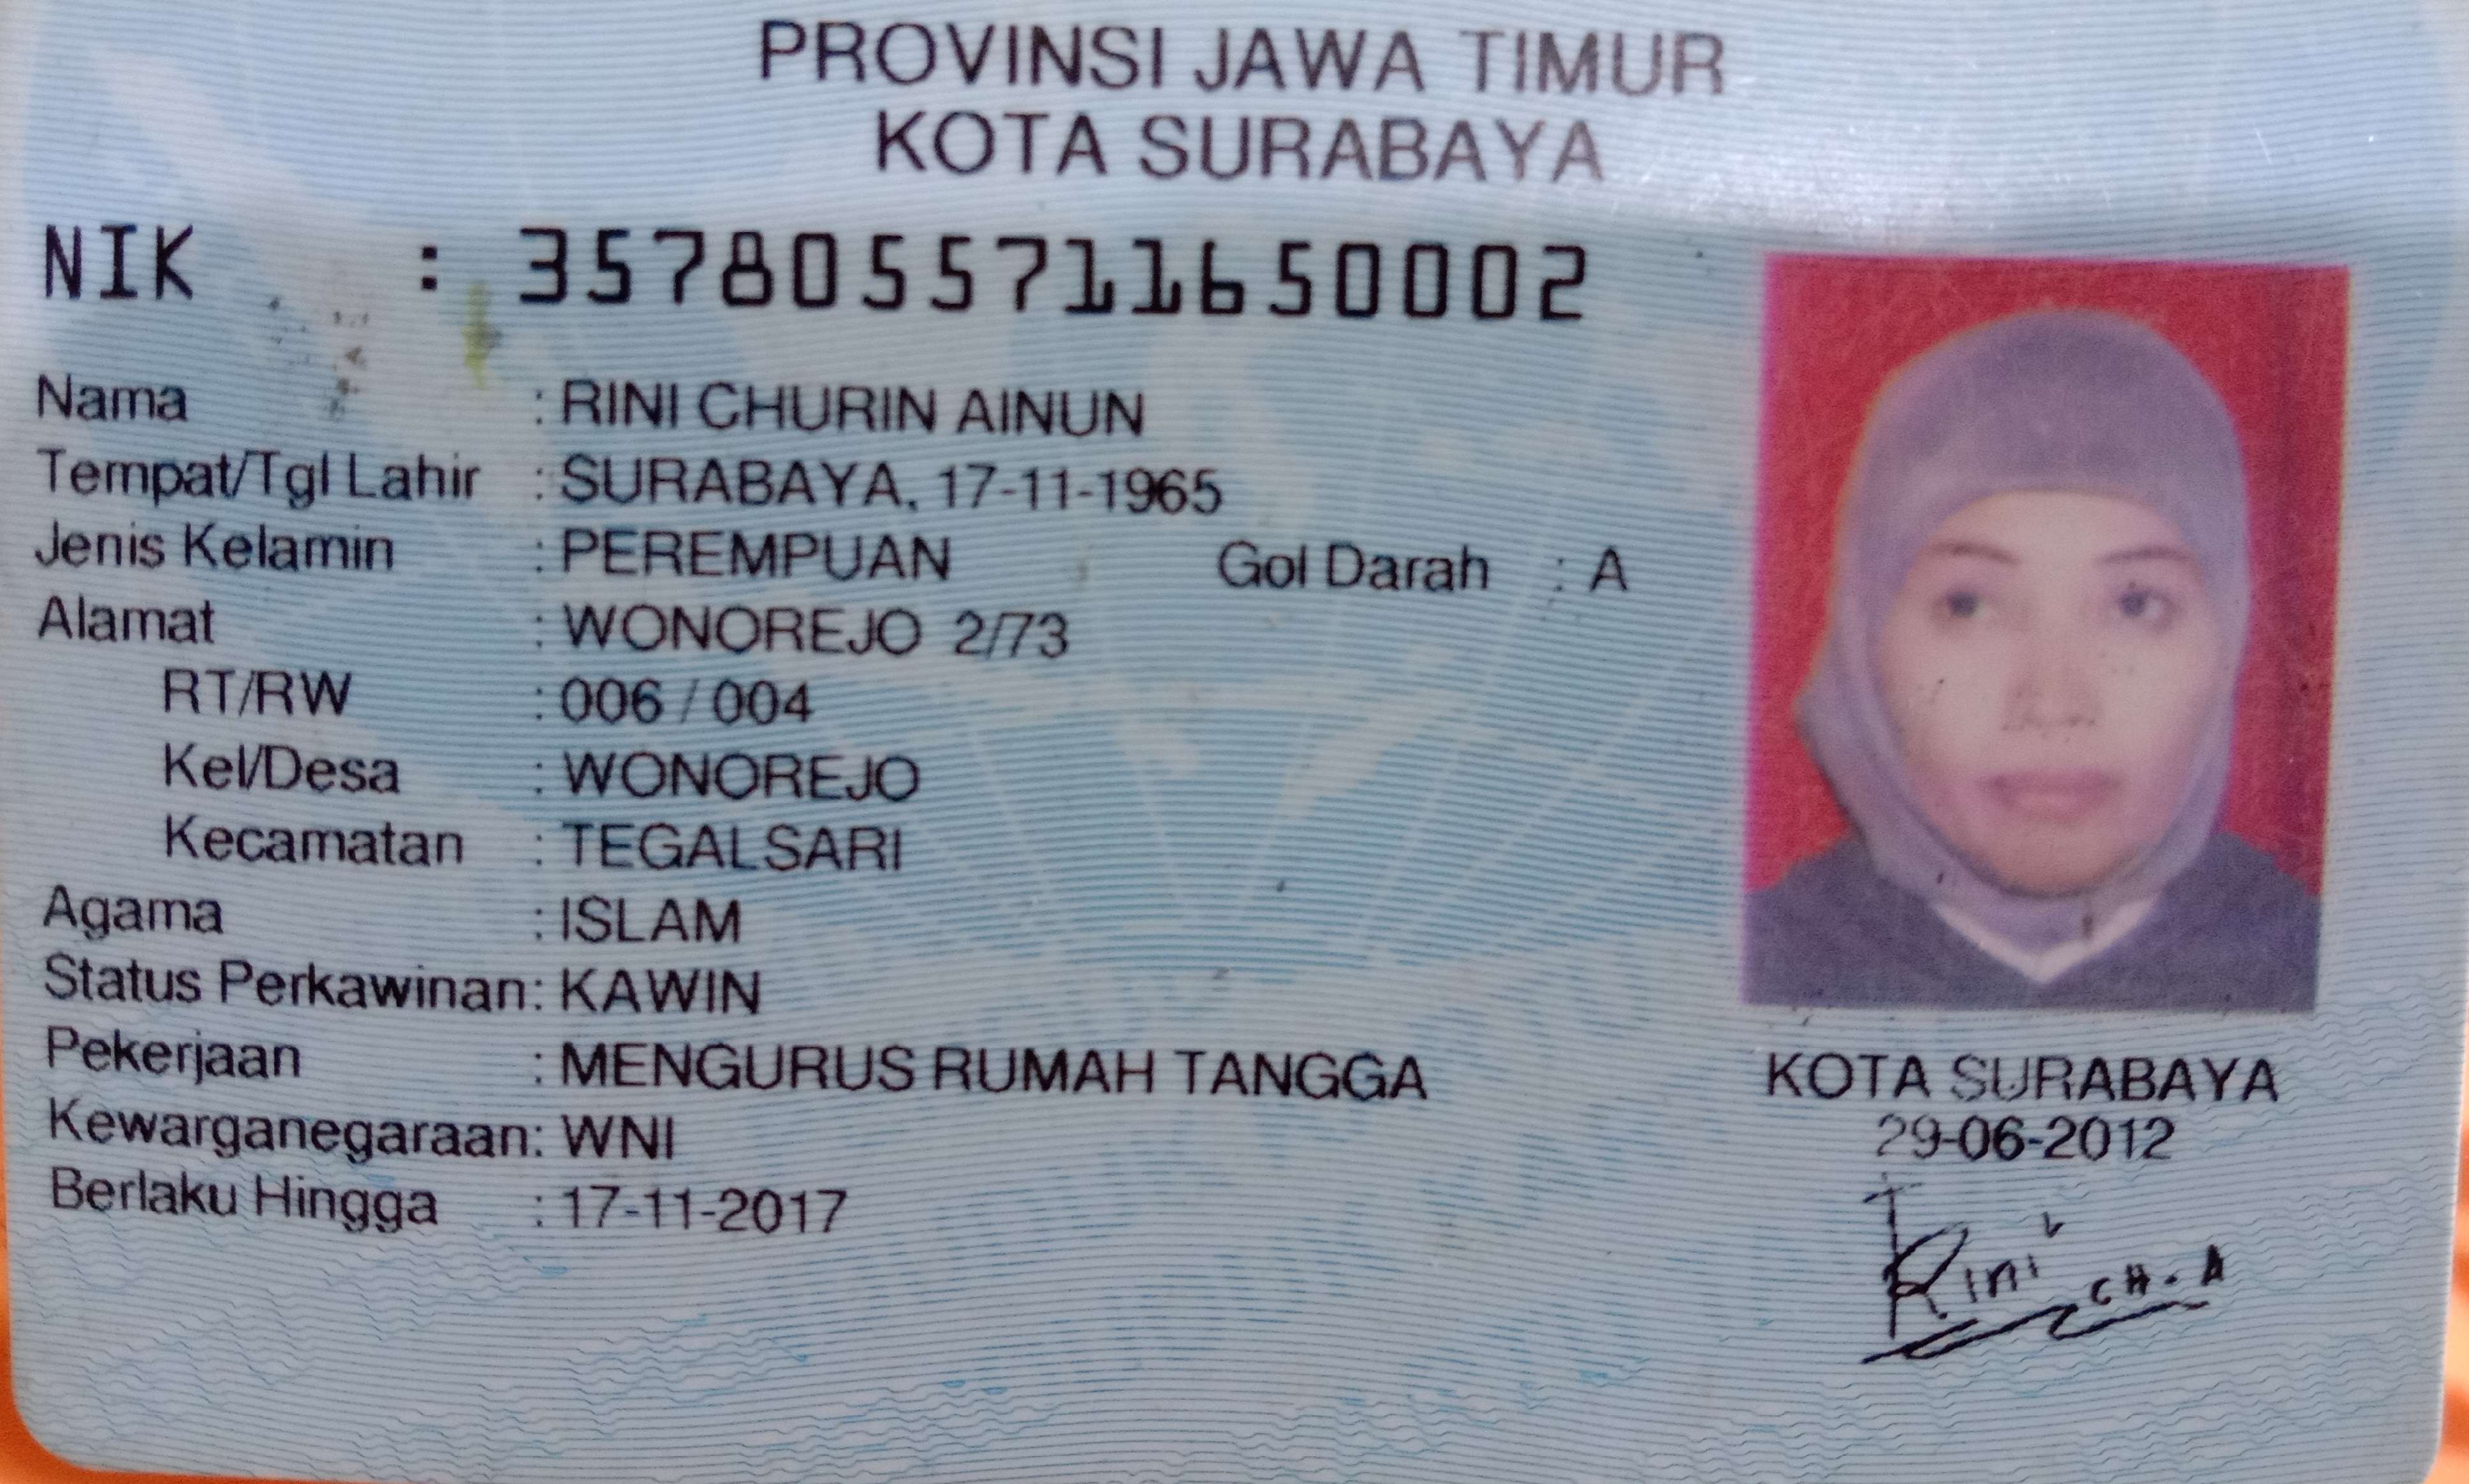 PROVINSI JAWA TIMUR
KOTA SURABAYA
NIK : 3578055711650002
Nama : RINI CHURIN AINUN
Tempat/Tgl Lahir : SURABAYA, 17-11-1965
Jenis Kelamin : PEREMPUAN Gol Darah : A
Alamat : WONOREJO 2/73
RT/RW : 006 / 004
Kel/Desa : WONOREJO
Kecamatan : TEGALSARI
Agama : ISLAM
Status Perkawinan : KAWIN
Pekerjaan : MENGURUS RUMAH TANGGA
Kewarganegaraan : WNI
Berlaku Hingga : 17-11-2017
KOTA SURABAYA
29-06-2012
Rini CH. A